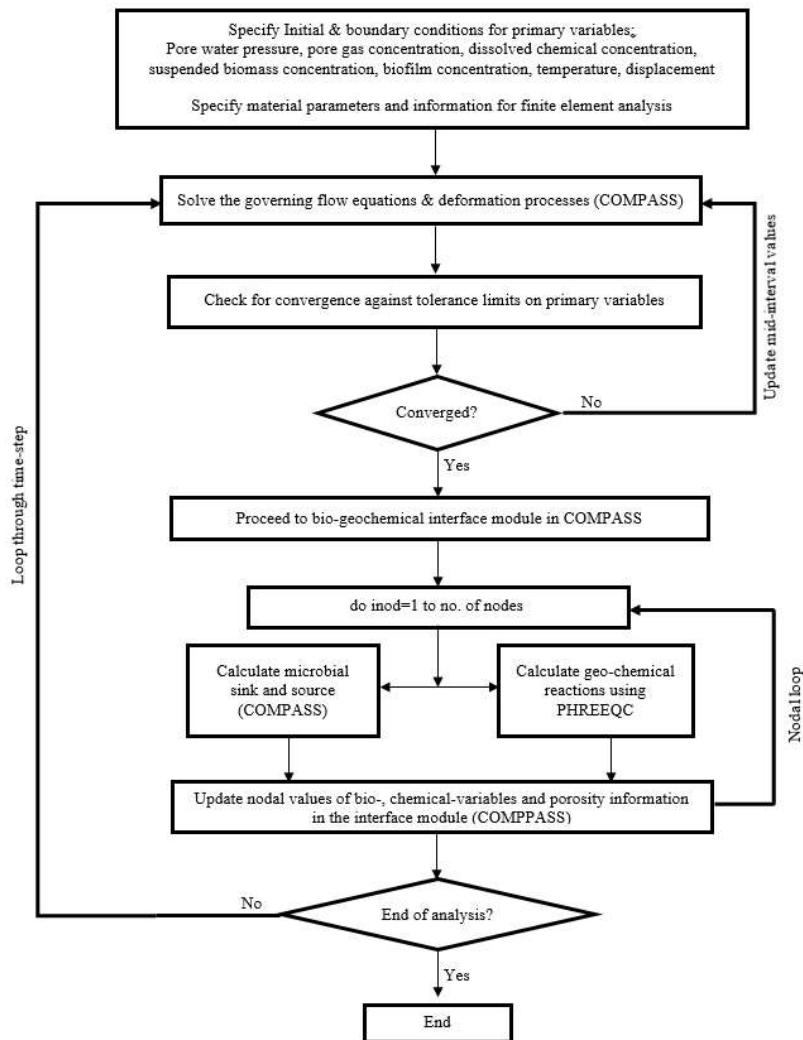 Specify Initial & boundary conditions for primary variables;
Pore water pressure, pore gas concentration, dissolved chemical concentration,
suspended biomass concentration, biofilm concentration, temperature, displacement
Specify material parameters and information for finite element analysis
Solve the governing flow equations & deformation processes (COMPASS)
Check for convergence against tolerance limits on primary variables
Update mid-interval values
Converged?
No
Yes
Loop through time-step
Proceed to bio-geochemical interface module in COMPASS
do inod=1 to no. of nodes
Calculate microbial
sink and source
(COMPASS)
Calculate geo-chemical
reactions using
PHREEQC
Nodal loop
Update nodal values of bio-, chemical-variables and porosity information
in the interface module (COMPPASS)
No
End of analysis?
Yes
End